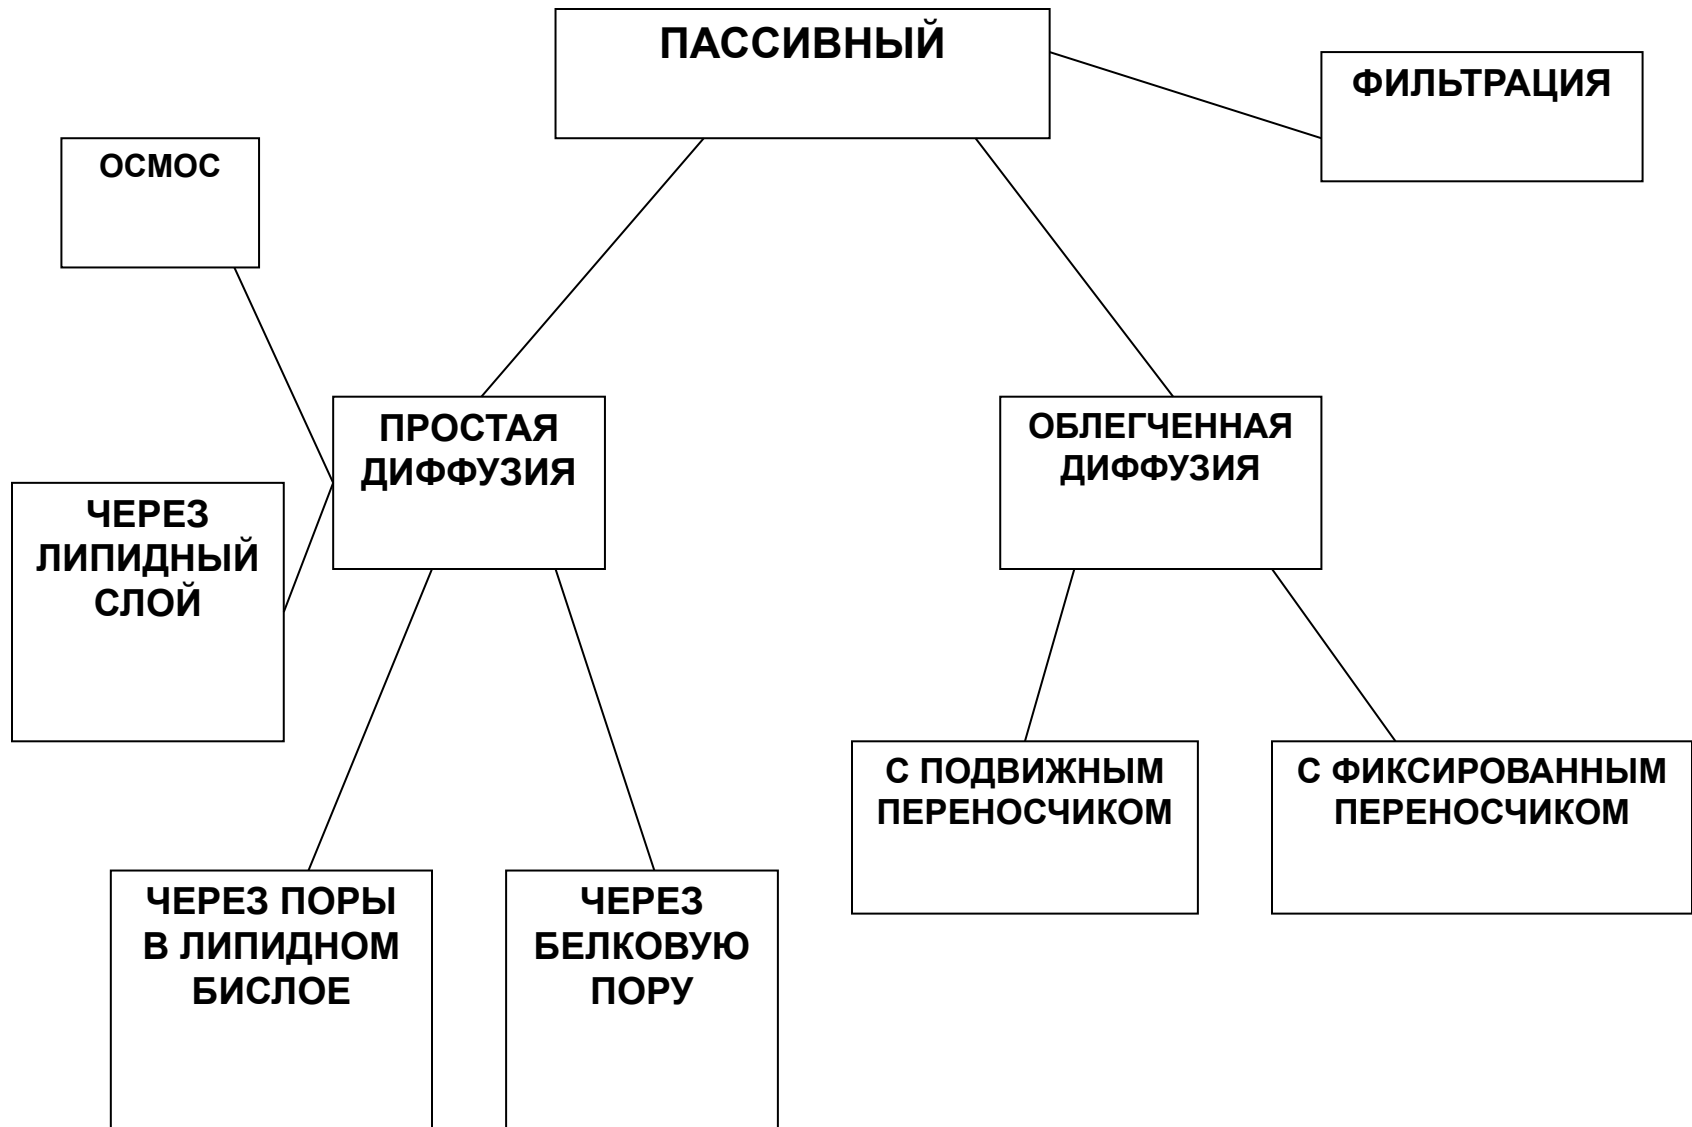 ПАССИВНЫЙ
ФИЛЬТРАЦИЯ
ОСМОС
ПРОСТАЯ
ДИФФУЗИЯ
ОБЛЕГЧЕННАЯ
ДИФФУЗИЯ
ЧЕРЕЗ
ЛИПИДНЫЙ
СЛОЙ
С ПОДВИЖНЫМ
ПЕРЕНОСЧИКОМ
С ФИКСИРОВАННЫМ
ПЕРЕНОСЧИКОМ
ЧЕРЕЗ ПОРЫ
В ЛИПИДНОМ
БИСЛОЕ
ЧЕРЕЗ
БЕЛКОВУЮ
ПОРУ